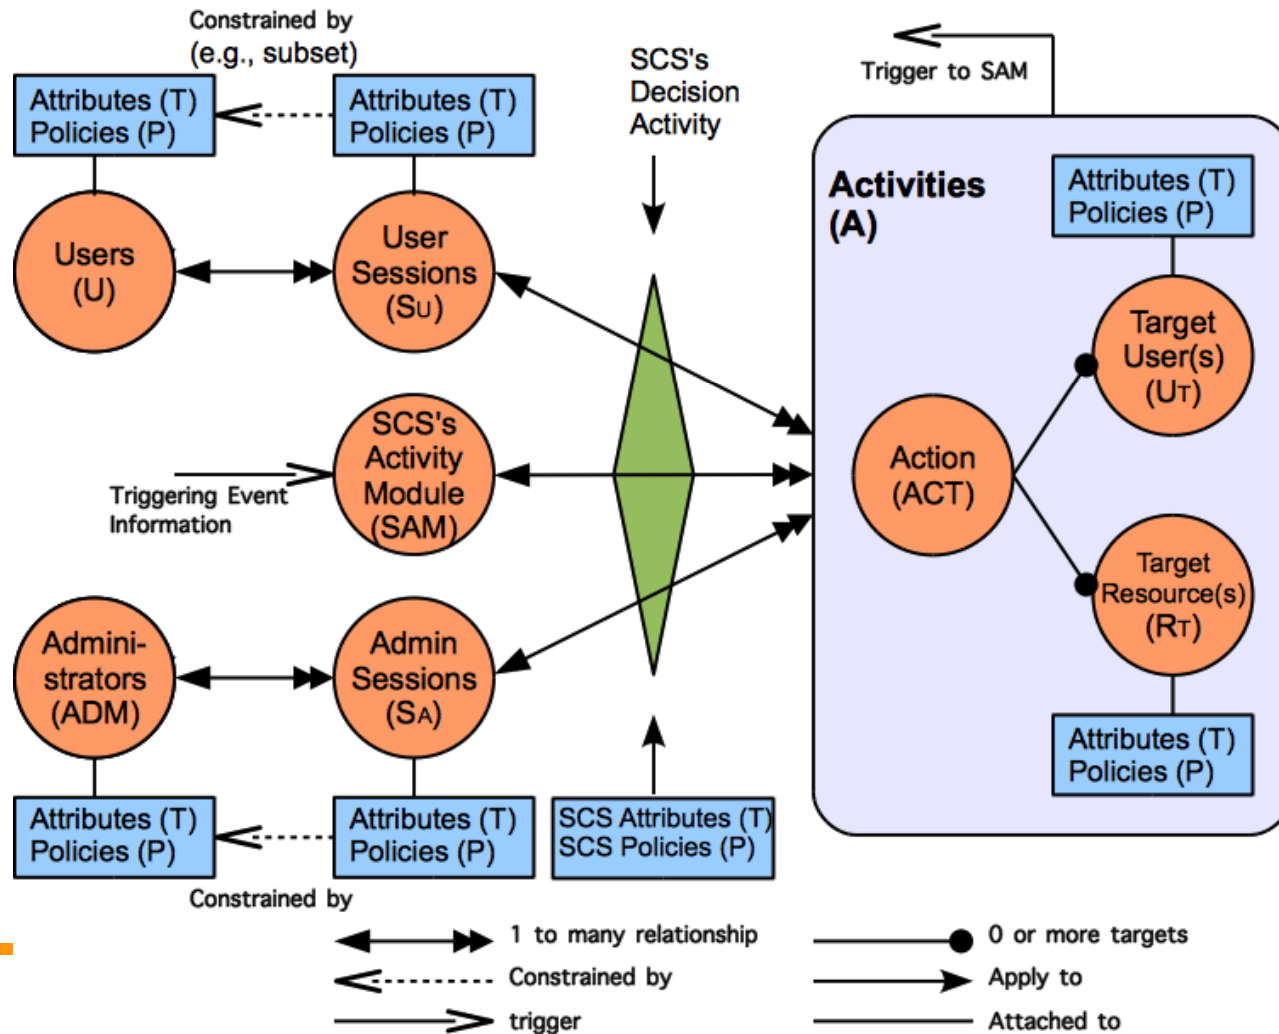 Constrained by
(e.g., subset)
Attributes (T)
Policies (P)
Attributes (T)
Policies (P)
SCS's
Decision
Activity
Trigger to SAM
Users
(U)
User
Sessions
(SU)
Activities
(A)
Attributes (T)
Policies (P)
Target
User(s)
(UT)
SCS's
Activity
Module
(SAM)
Triggering Event
Information
Action
(ACT)
Target
Resource(s)
(RT)
Admini-
strators
(ADM)
Admin
Sessions
(SA)
Attributes (T)
Policies (P)
Attributes (T)
Policies (P)
Attributes (T)
Policies (P)
SCS Attributes (T)
SCS Policies (P)
Constrained by
1 to many relationship
0 or more targets
Constrained by
Apply to
trigger
Attached to